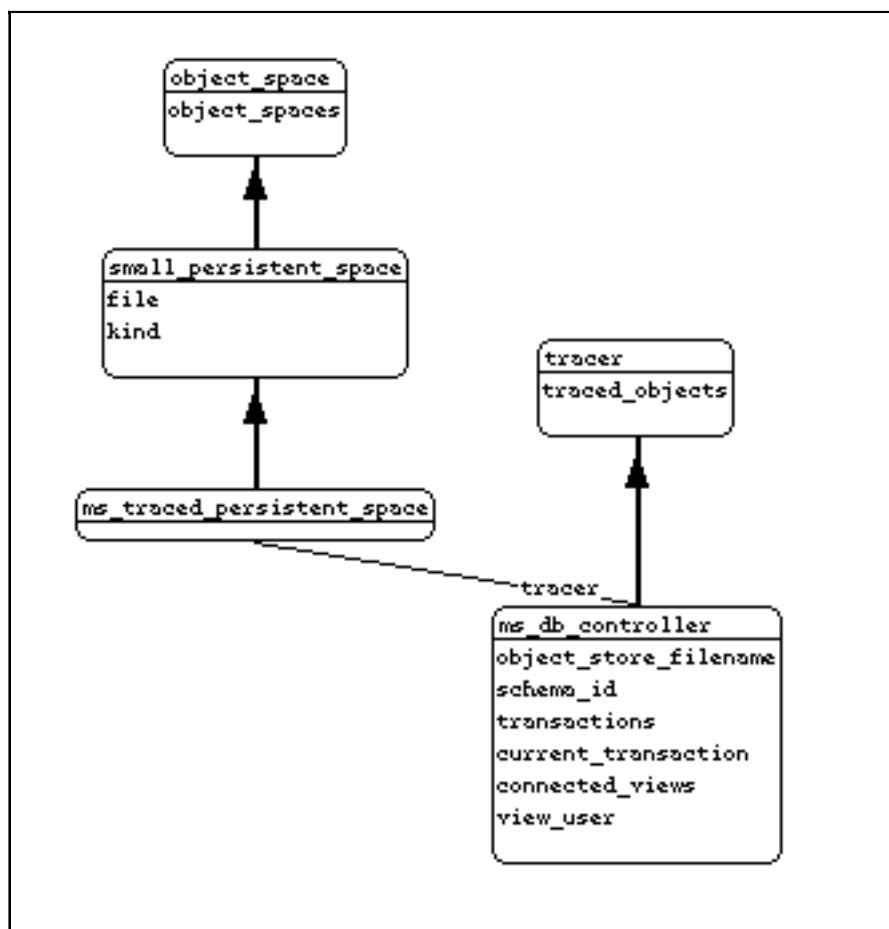 object_space
object_spaces
small_persistent_space
file
kind
tracer
traced_objects
ms_traced_persistent_space
tracer
ms_db_controller
object_store_filename
schema_id
transactions
current_transaction
connected_views
view_user